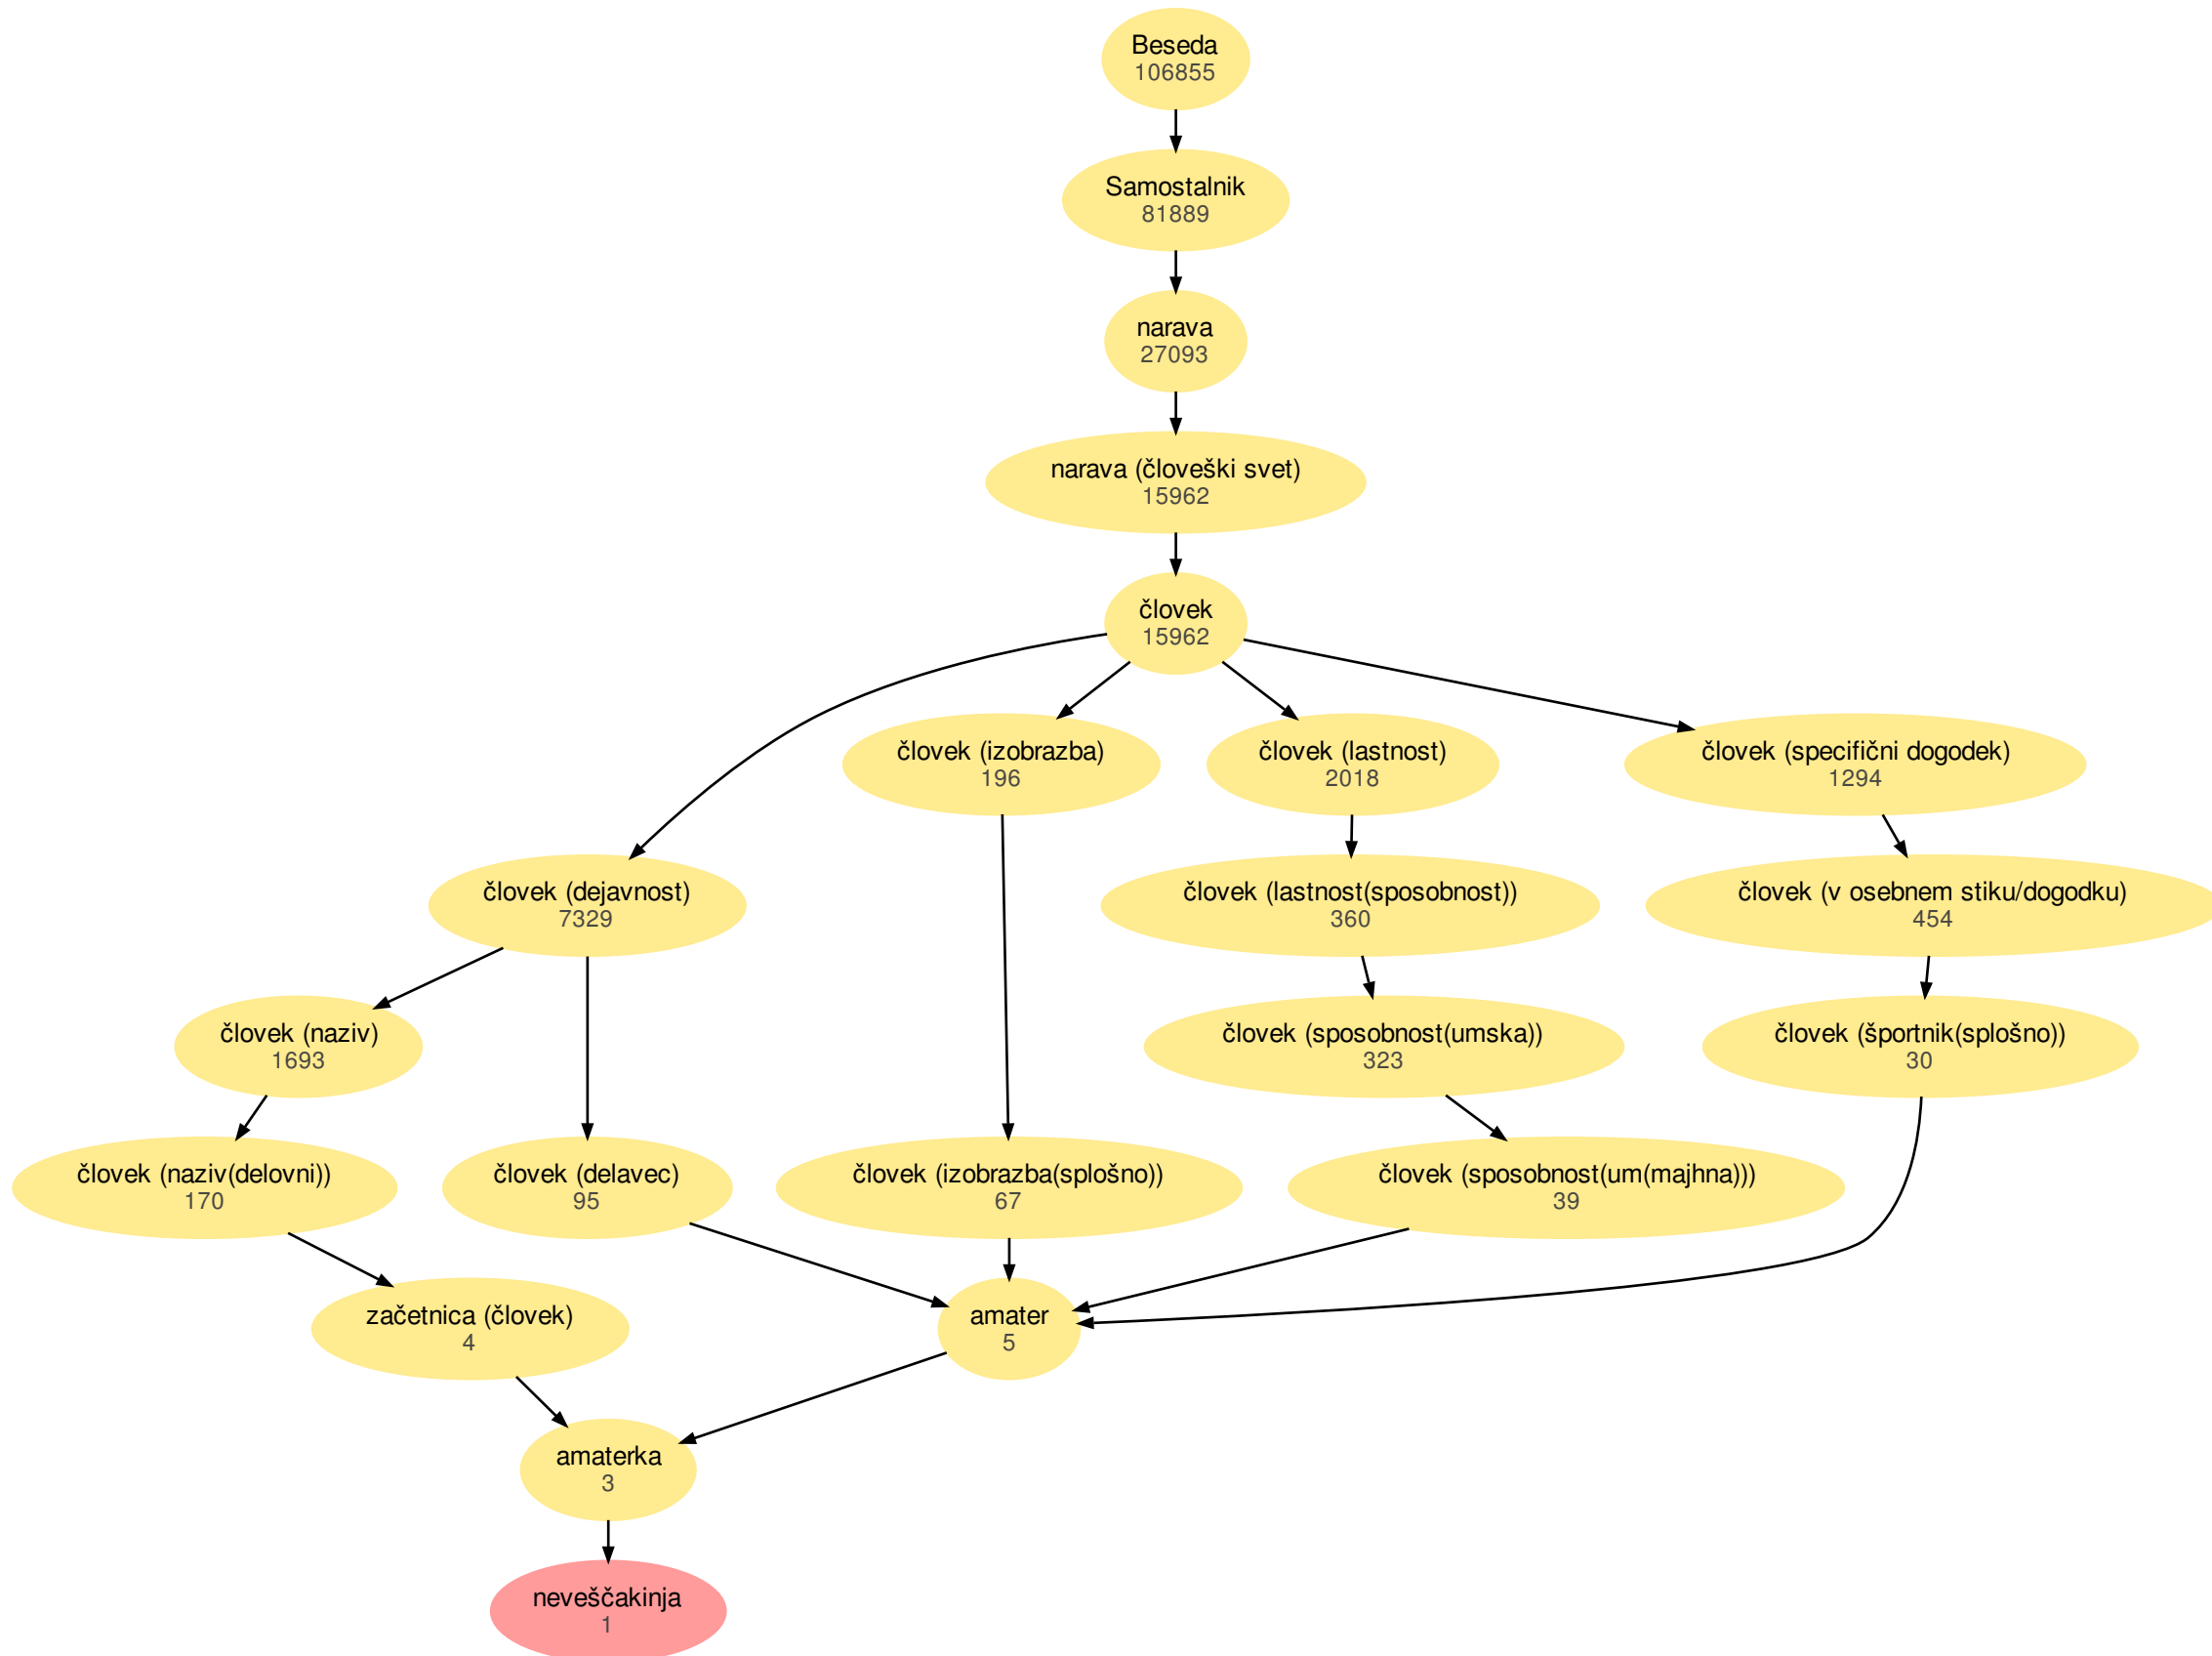 Beseda
106855
Samostalnik
81889
narava
27093
narava (človeški svet)
15962
človek
15962
človek (izobrazba)
196
človek (lastnost)
2018
človek (specifični dogodek)
1294
človek (dejavnost)
7329
človek (lastnost(sposobnost))
360
človek (v osebnem stiku/dogodku)
454
človek (naziv)
1693
človek (sposobnost(umska))
323
človek (športnik(splošno))
30
človek (naziv(delovni))
170
človek (delavec)
95
človek (izobrazba(splošno))
67
človek (sposobnost(um(majhna)))
39
začetnica (človek)
4
amater
5
amaterka
3
neveščakinja
1